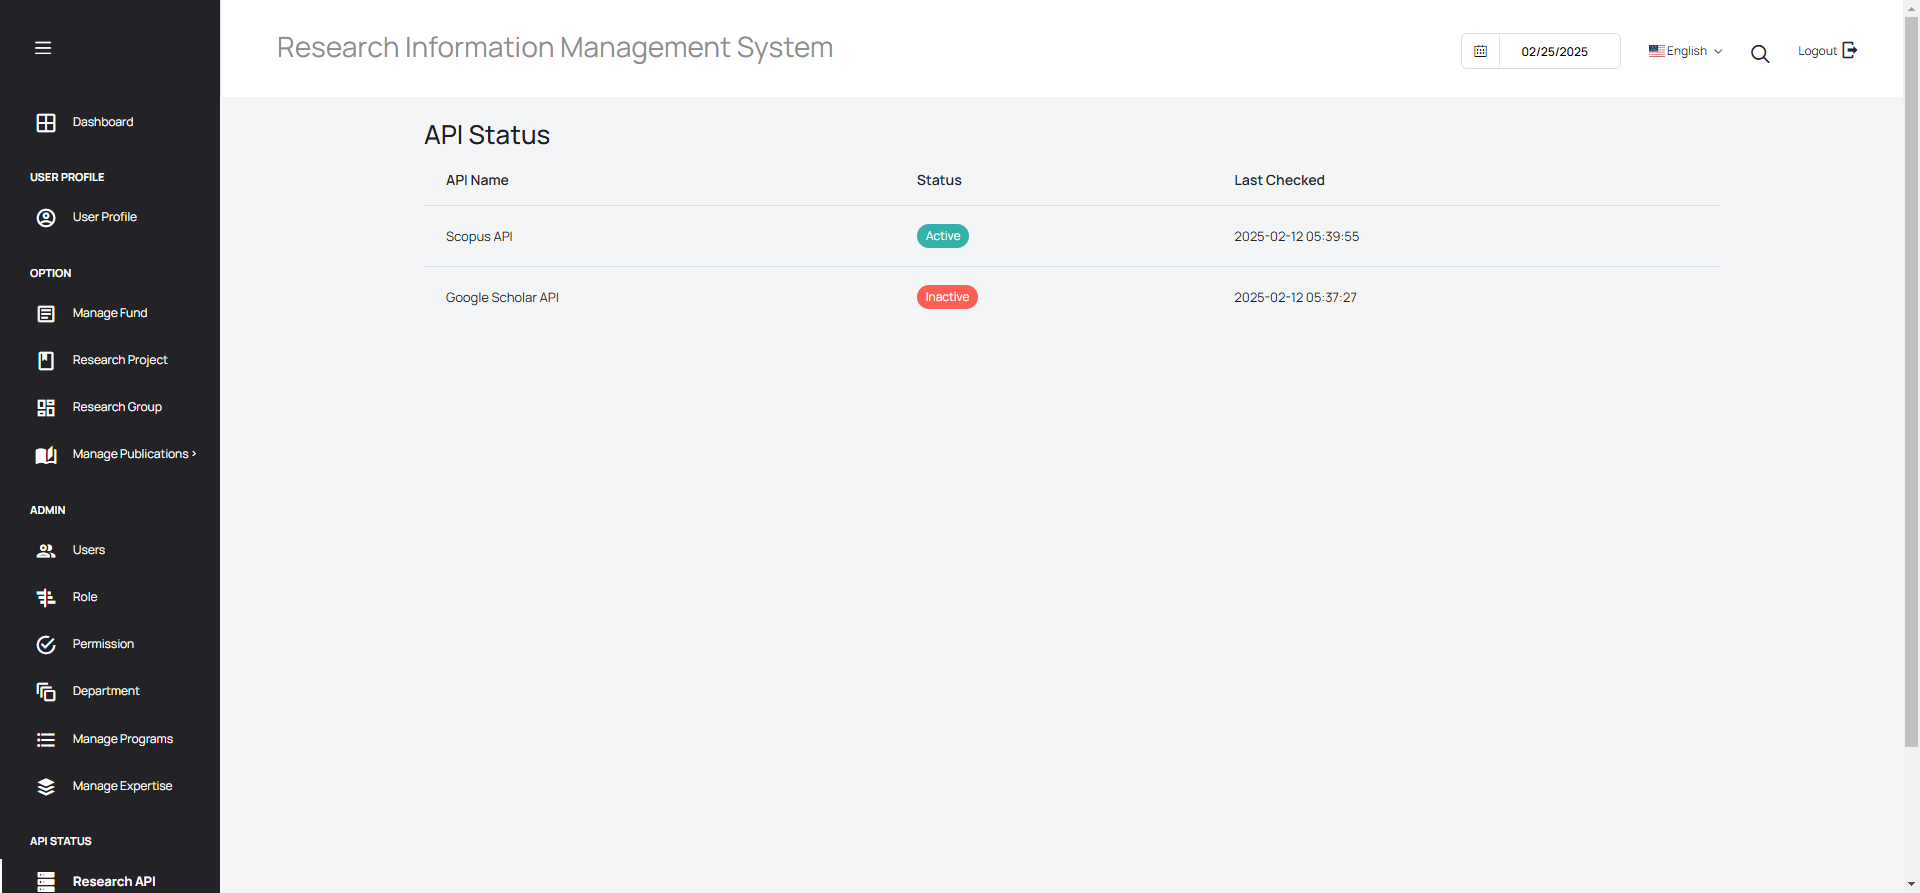 Research Information Management System
02/25/2025
English
Logout
Dashboard
USER PROFILE
User Profile
OPTION
Manage Fund
Research Project
Research Group
Manage Publications >
ADMIN
Users
Role
Permission
Department
Manage Programs
Manage Expertise
API STATUS
Research API
API Status
API Name Status Last Checked
Scopus API Active 2025-02-12 05:39:55
Google Scholar API Inactive 2025-02-12 05:37:27